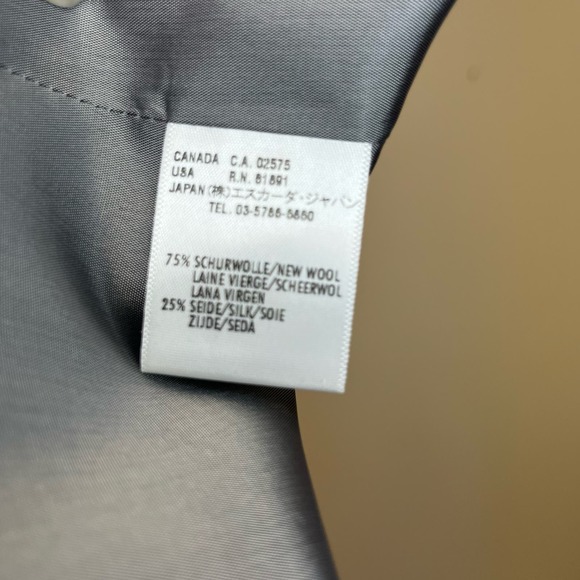 CANADA C.A. 02575
USA R.N. 81891
JAPAN (株)エスカーダ・ジャパン
TEL. 03-5786-5860
75% SCHURWOLLE/NEW WOOL
LAINE VIERGE/SCHEERWOL
LANA VIRGEN
25% SEIDE/SILK/SOIE
ZIJDE/SEDA